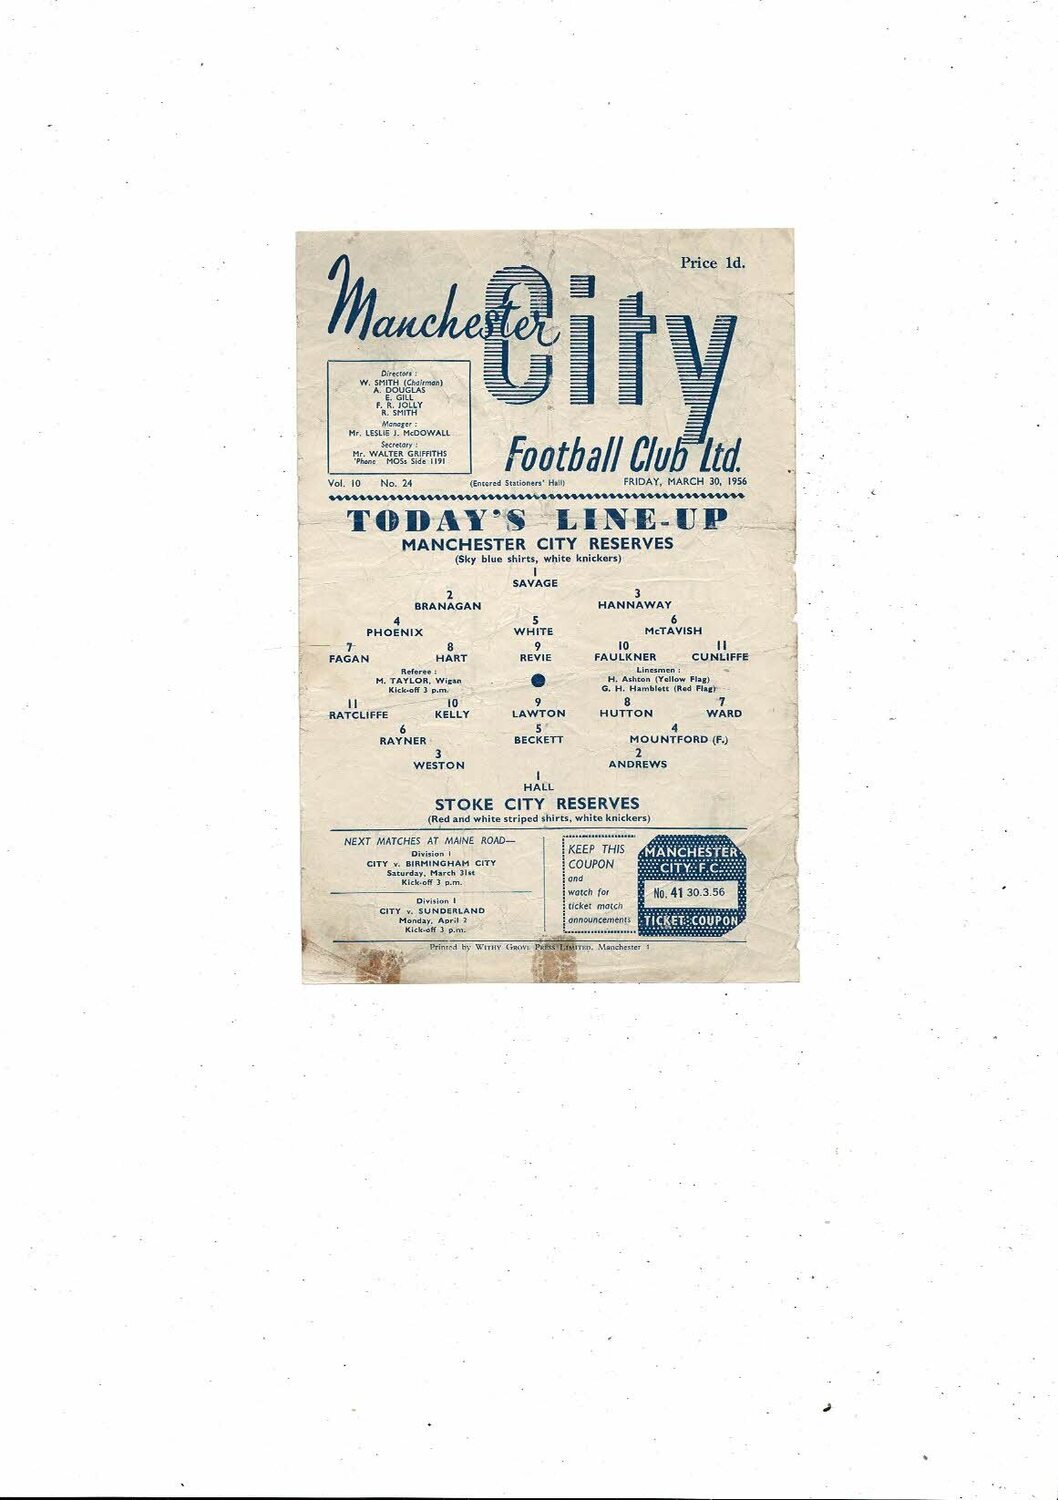 Price 1d.
Manchester City
Football Club Ltd.
Directors :
W. SMITH (Chairman)
A. DOUGLAS
E. GILL
F. R. JOLLY
R. SMITH
Manager :
Mr. LESLIE J. McDOWALL
Secretary :
Mr. WALTER GRIFFITHS
'Phone MOSs Side 1191
Vol. 10 No. 24 (Entered Stationers' Hall) FRIDAY, MARCH 30, 1956
TODAY'S LINE-UP
MANCHESTER CITY RESERVES
(Sky blue shirts, white knickers)
1
SAVAGE
2 3
BRANAGAN HANNAWAY
4 5 6
PHOENIX WHITE McTAVISH
7 8 9 10 11
FAGAN HART REVIE FAULKNER CUNLIFFE
Referee :
M. TAYLOR, Wigan
Kick-off 3 p.m.
Linesmen :
H. Ashton (Yellow Flag)
G. H. Hamblett (Red Flag)
11 10 9 8 7
RATCLIFFE KELLY LAWTON HUTTON WARD
6 5 4
RAYNER BECKETT MOUNTFORD (F.)
3 2
WESTON ANDREWS
1
HALL
STOKE CITY RESERVES
(Red and white striped shirts, white knickers)
NEXT MATCHES AT MAINE ROAD—
Division 1
CITY v. BIRMINGHAM CITY
Saturday, March 31st
Kick-off 3 p.m.
Division 1
CITY v. SUNDERLAND
Monday, April 2
Kick-off 3 p.m.
KEEP THIS
COUPON
and
watch for
ticket match
announcements
MANCHESTER
CITY F.C.
No. 41 30.3.56
TICKET COUPON
Printed by WITHY GROVE PRESS LIMITED, Manchester 4